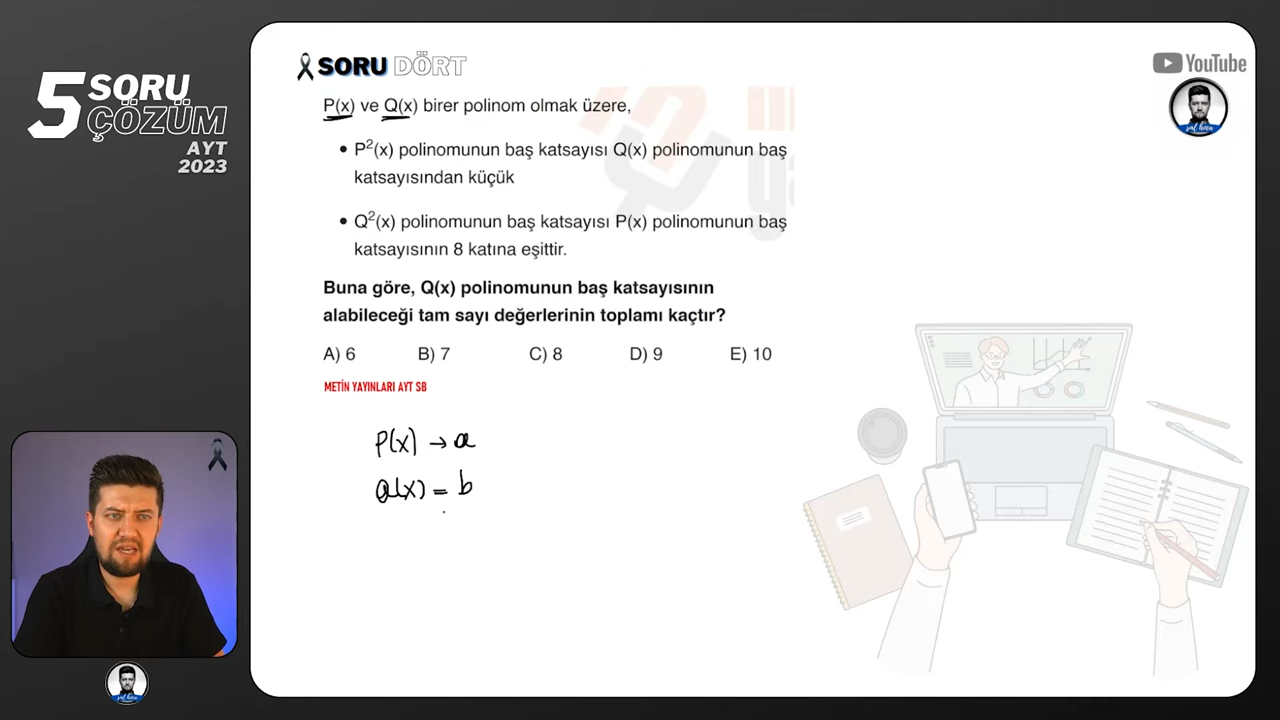 5 SORU
ÇÖZÜM
AYT
2023
SORU DÖRT
YouTube
P(x) ve Q(x) birer polinom olmak üzere,
• P²(x) polinomunun baş katsayısı Q(x) polinomunun baş
katsayısından küçük
• Q²(x) polinomunun baş katsayısı P(x) polinomunun baş
katsayısının 8 katına eşittir.
Buna göre, Q(x) polinomunun baş katsayısının
alabileceği tam sayı değerlerinin toplamı kaçtır?
A) 6 B) 7 C) 8 D) 9 E) 10
METİN YAYINLARI AYT SB
P(x) → a
Q(x) = b